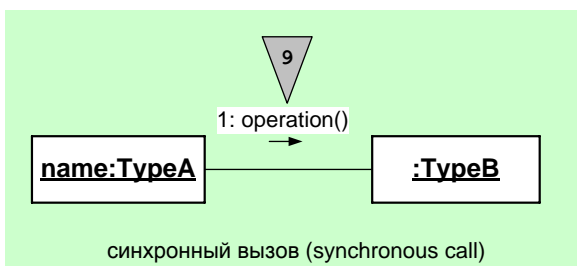 9
1: operation()
name:TypeA :TypeB
синхронный вызов (synchronous call)